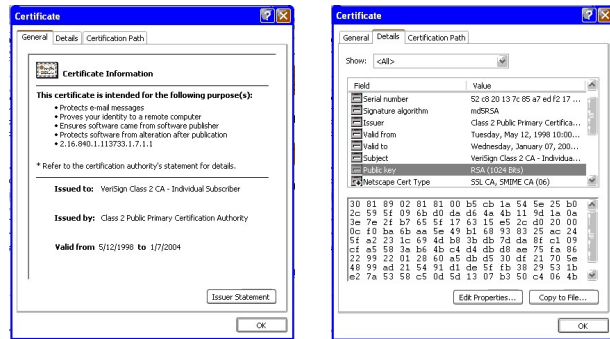 Certificate
General
Details
Certification Path
Certificate Information
This certificate is intended for the following purpose(s):
• Protects e-mail messages
• Proves your identity to a remote computer
• Ensures software came from software publisher
• Protects software from alteration after publication
• 2.16.840.1.113733.1.7.1.1
* Refer to the certification authority's statement for details.
Issued to: VeriSign Class 2 CA - Individual Subscriber
Issued by: Class 2 Public Primary Certification Authority
Valid from 5/12/1998 to 1/7/2004
Issuer Statement
OK
Certificate
General
Details
Certification Path
Show: <All>
Field Value
Serial number 52 c8 20 13 7c 85 a7 ed f2 17 ...
Signature algorithm md5RSA
Issuer Class 2 Public Primary Certifica...
Valid from Tuesday, May 12, 1998 10:00...
Valid to Wednesday, January 07, 200...
Subject VeriSign Class 2 CA - Individua...
Public key RSA (1024 Bits)
Netscape Cert Type SSL CA, SMIME CA (06)
30 81 89 02 81 81 00 b5 cb 1a 54 5e 25 b0
2c 59 5f 09 6b d0 da d6 4a 4b 11 9d 1a 0a
3e 7e 2f b7 65 5f 17 63 15 e5 2c d0 20 00
0c f0 ba 6b aa 5e 49 b1 68 93 83 25 ac 24
5f a2 23 1c 69 4d b8 3b db 7d da 8f c1 09
cf a5 58 3a b6 4b c4 d4 db d8 ae 75 fa 86
22 99 22 01 28 60 a5 db d5 30 df 21 70 5e
48 99 ad 21 54 91 d1 de 5f fb 38 29 53 1b
e2 7a 53 58 c5 0d 5d 13 07 b3 50 c4 06 4b
Edit Properties...
Copy to File...
OK